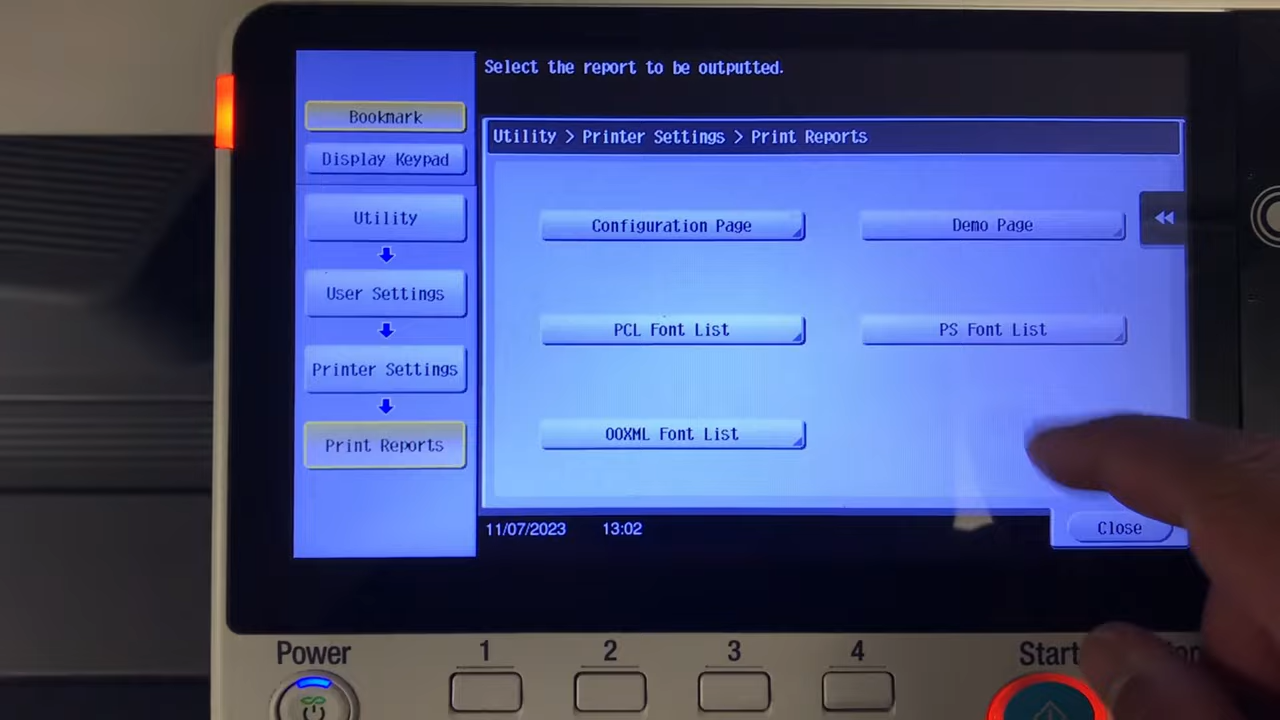 Select the report to be outputted.
Bookmark
Display Keypad
Utility
User Settings
Printer Settings
Print Reports
Utility > Printer Settings > Print Reports
Configuration Page
Demo Page
PCL Font List
PS Font List
OOXML Font List
11/07/2023 13:02
Close
Power
1
2
3
4
Start